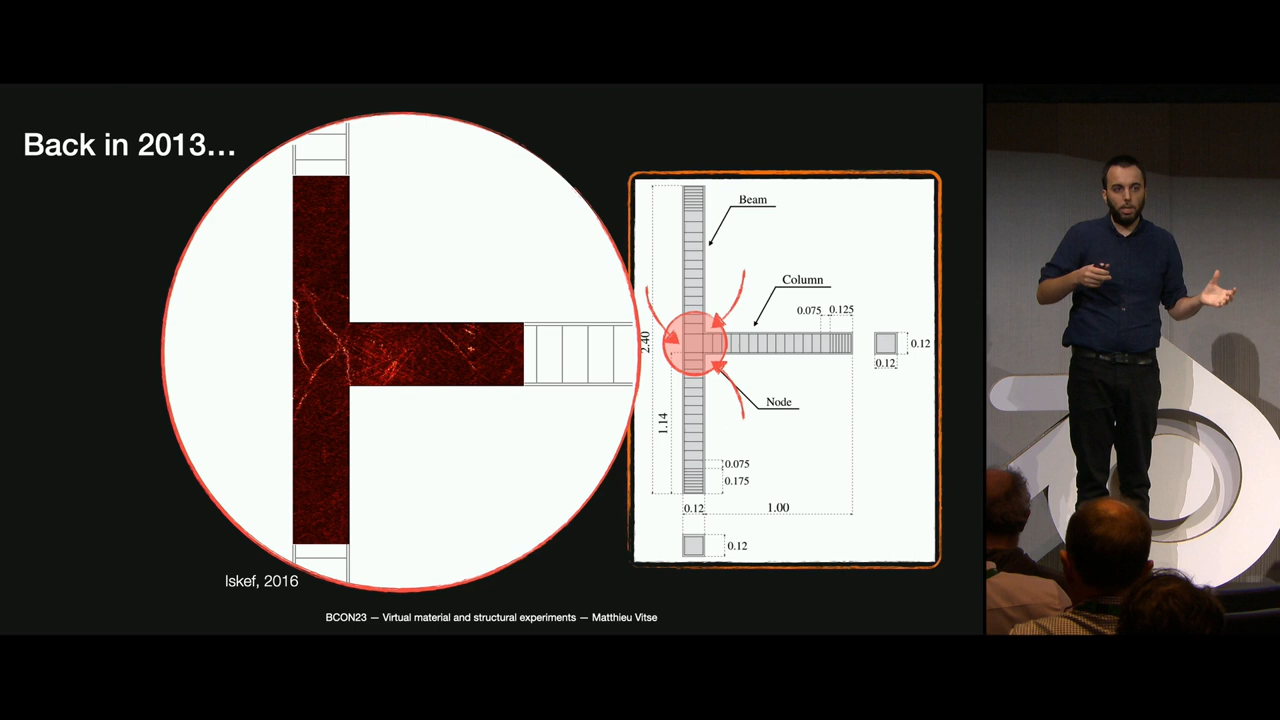 Back in 2013...
Beam
Column
0.075
0.125
2.40
0.12
0.12
Node
1.14
0.075
0.175
0.12
1.00
0.12
Iskef, 2016
BCON23 — Virtual material and structural experiments — Matthieu Vitse